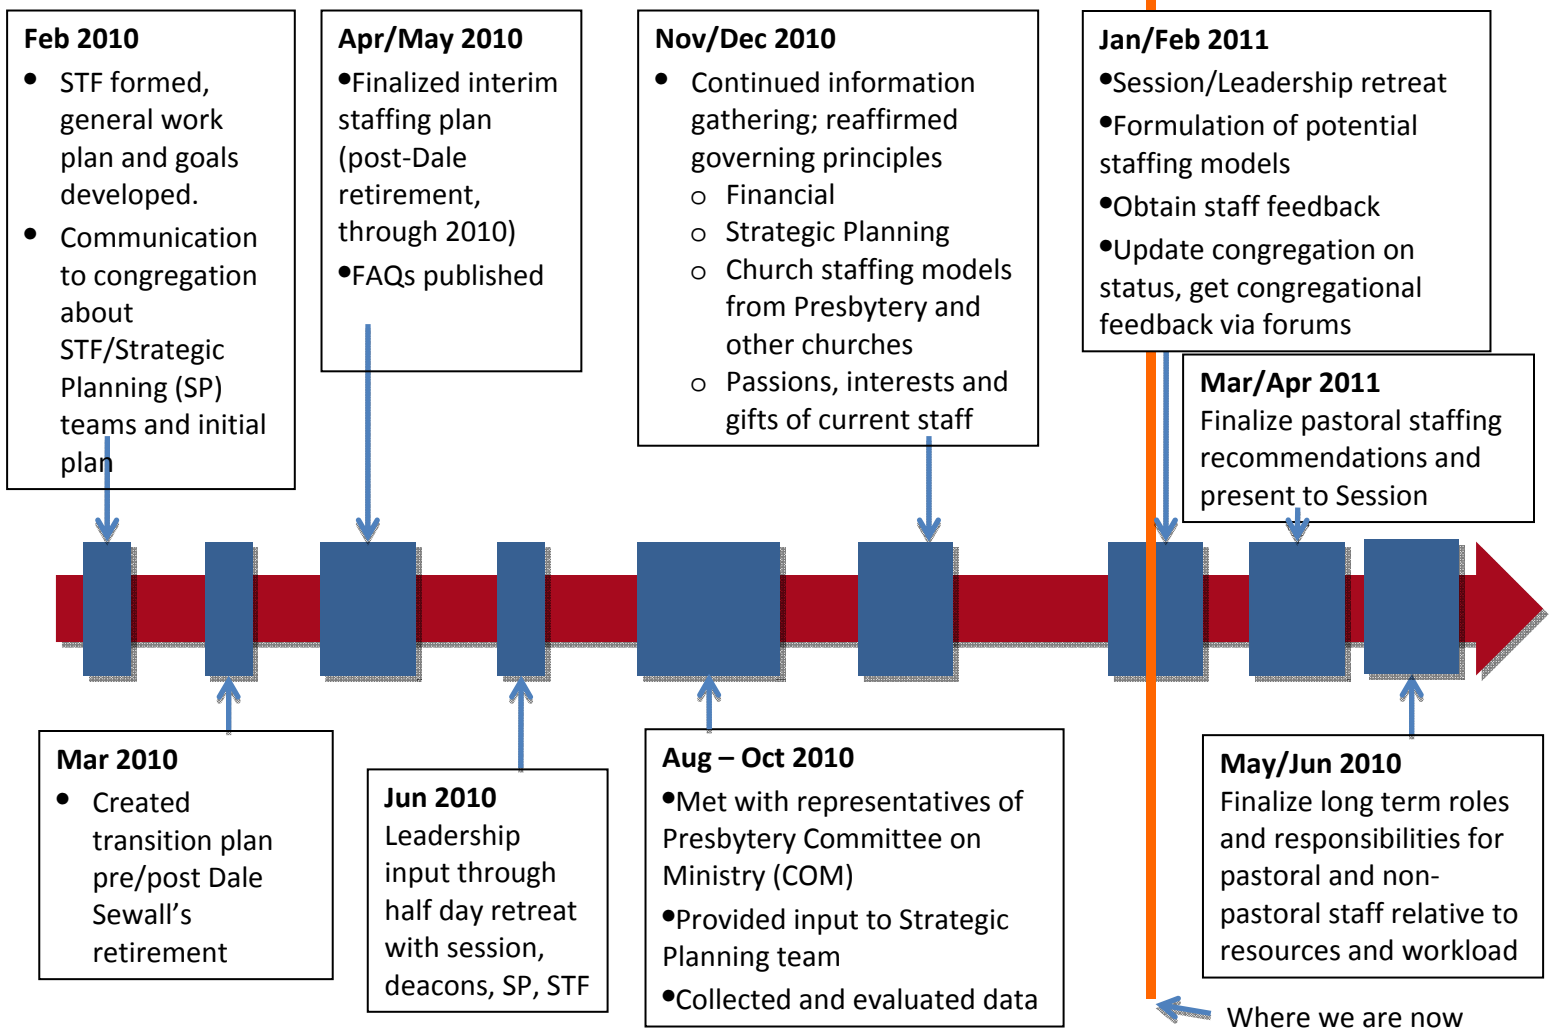 Feb 2010
• STF formed,
general work
plan and goals
developed.
• Communication
to congregation
about
STF/Strategic
Planning (SP)
teams and initial
plan
Apr/May 2010
•Finalized interim
staffing plan
(post-Dale
retirement,
through 2010)
•FAQs published
Nov/Dec 2010
• Continued information
gathering; reaffirmed
governing principles
o Financial
o Strategic Planning
o Church staffing models
from Presbytery and
other churches
o Passions, interests and
gifts of current staff
Jan/Feb 2011
•Session/Leadership retreat
•Formulation of potential
staffing models
•Obtain staff feedback
•Update congregation on
status, get congregational
feedback via forums
Mar/Apr 2011
Finalize pastoral staffing
recommendations and
present to Session
Mar 2010
• Created
transition plan
pre/post Dale
Sewall’s
retirement
Jun 2010
Leadership
input through
half day retreat
with session,
deacons, SP, STF
Aug – Oct 2010
•Met with representatives of
Presbytery Committee on
Ministry (COM)
•Provided input to Strategic
Planning team
•Collected and evaluated data
May/Jun 2010
Finalize long term roles
and responsibilities for
pastoral and non-
pastoral staff relative to
resources and workload
Where we are now